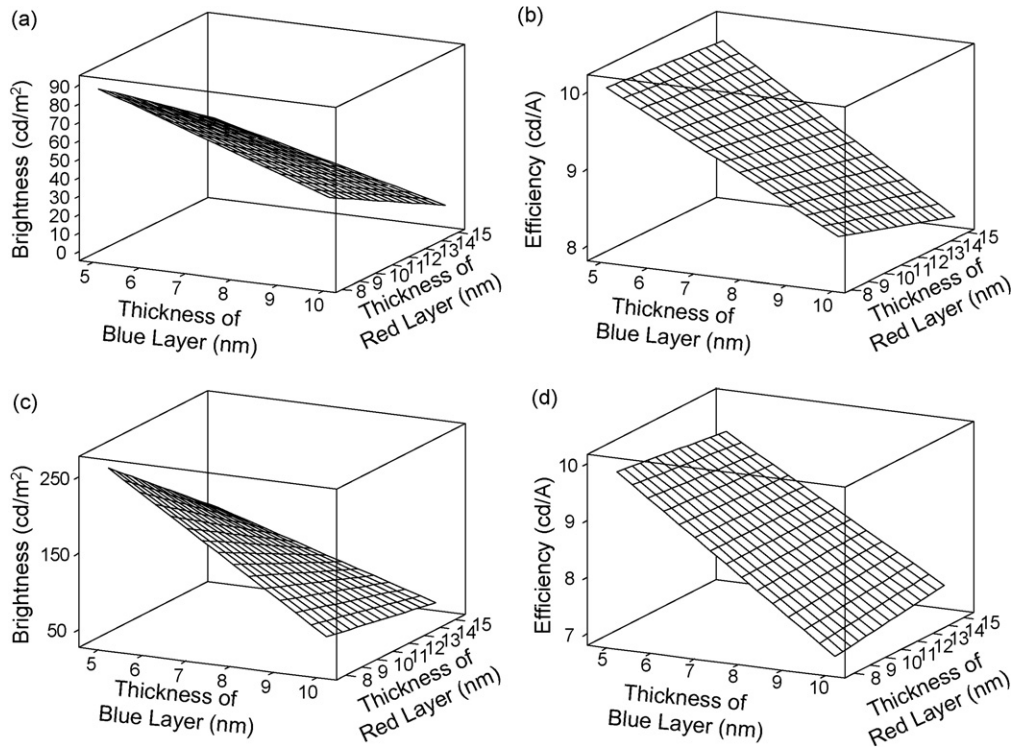 (a)
Brightness (cd/m²)
90
80
70
60
50
40
30
20
10
0
5 6 7 8 9 10
Thickness of
Blue Layer (nm)
8 9 10 11 12 13 14 15
Thickness of
Red Layer (nm)
(b)
Efficiency (cd/A)
10
9
8
5 6 7 8 9 10
Thickness of
Blue Layer (nm)
8 9 10 11 12 13 14 15
Thickness of
Red Layer (nm)
(c)
Brightness (cd/m²)
250
150
50
5 6 7 8 9 10
Thickness of
Blue Layer (nm)
8 9 10 11 12 13 14 15
Thickness of
Red Layer (nm)
(d)
Efficiency (cd/A)
10
9
8
7
5 6 7 8 9 10
Thickness of
Blue Layer (nm)
8 9 10 11 12 13 14 15
Thickness of
Red Layer (nm)